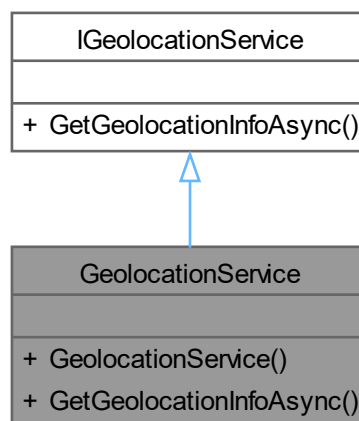 IGeolocationService
+ GetGeolocationInfoAsync()
GeolocationService
+ GeolocationService()
+ GetGeolocationInfoAsync()